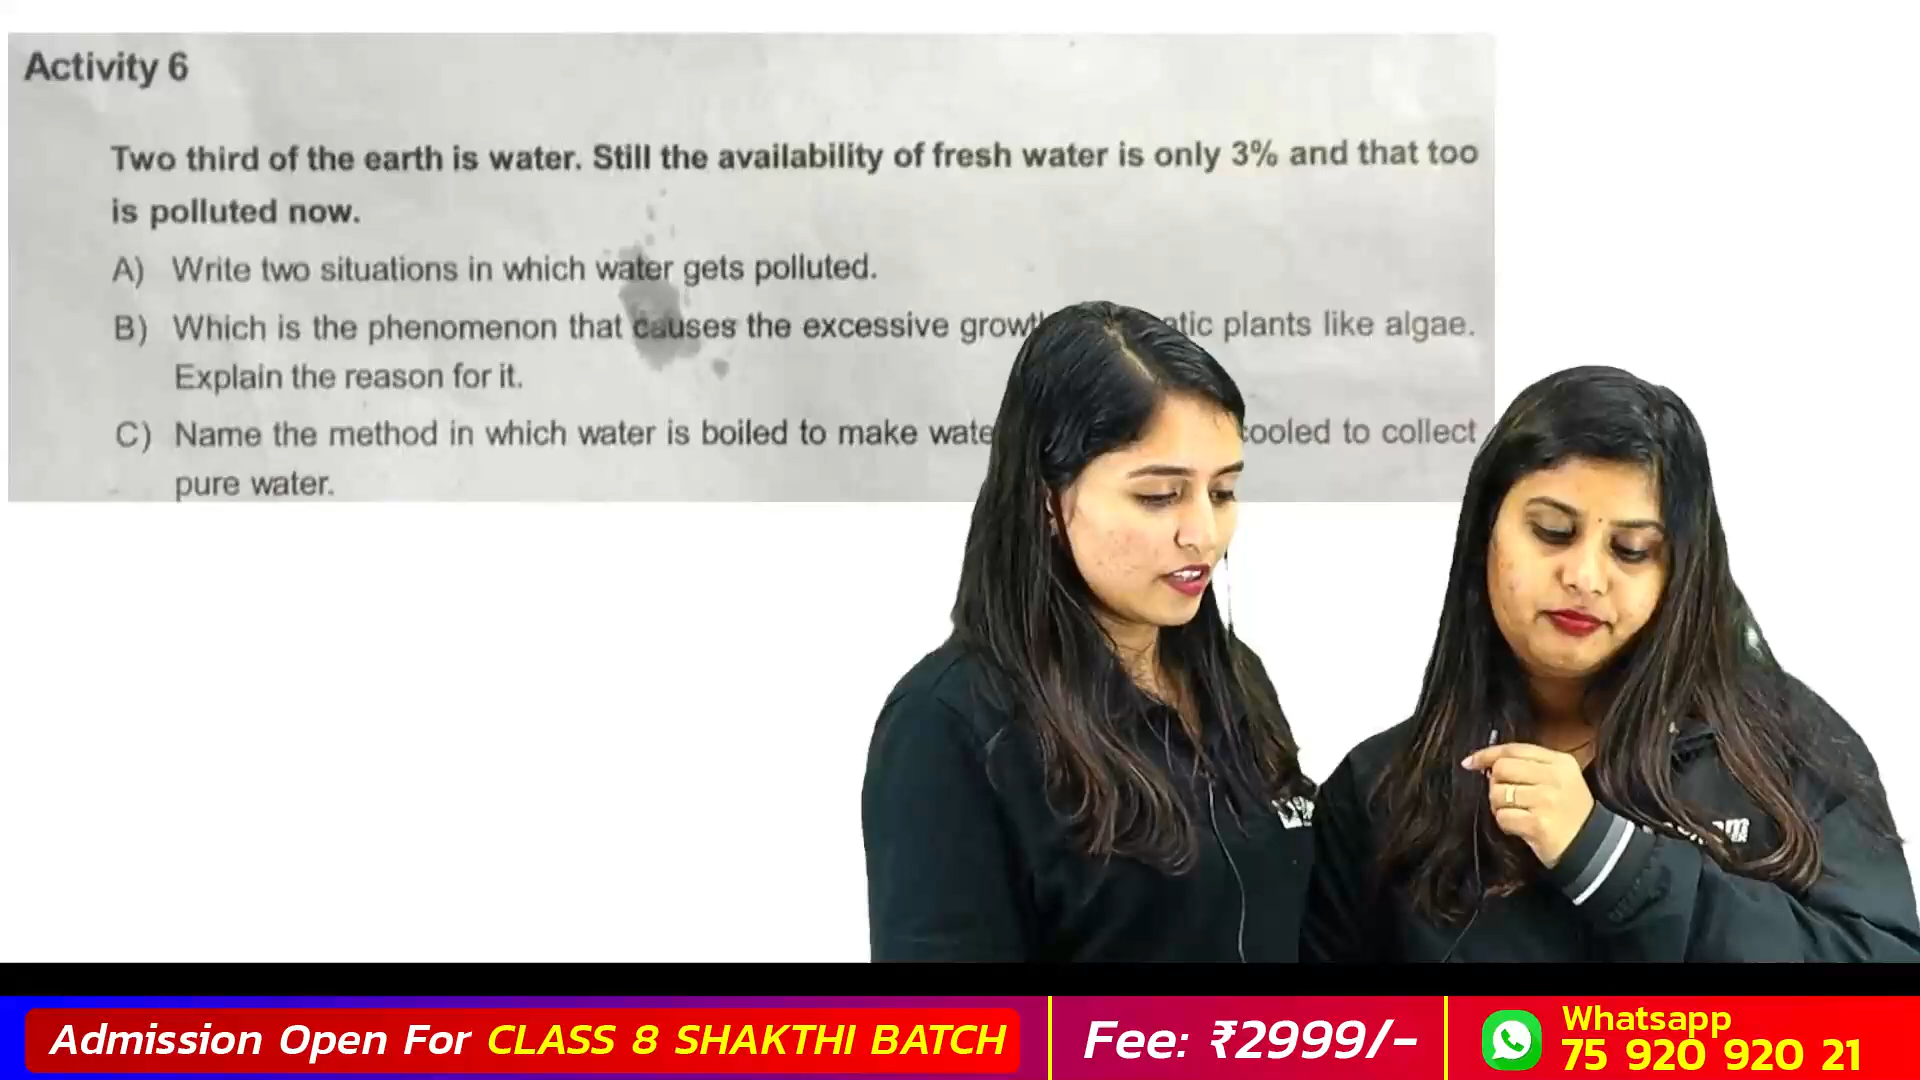 Activity 6
Two third of the earth is water. Still the availability of fresh water is only 3% and that too
is polluted now.
A) Write two situations in which water gets polluted.
B) Which is the phenomenon that causes the excessive plants like algae.
Explain the reason for it.
C) Name the method in which water is boiled to make cooled to collect
pure water.
Admission Open For CLASS 8 SHAKTHI BATCH
Fee: ₹2999/-
Whatsapp
75 920 920 21